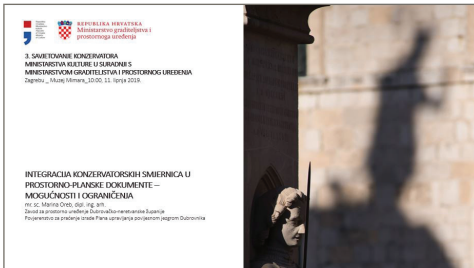 REPUBLIKA HRVATSKA
Ministarstvo graditeljstva i
prostornoga uređenja
3. SAVJETOVANJE KONZERVATORA
MINISTARSTVA KULTURE U SURADNJI S
MINISTARSTVOM GRADITELJSTVA I PROSTORNOG UREĐENJA
Zagrebu _ Muzej Mimara_10:00, 11. lipnja 2019.
INTEGRACIJA KONZERVATORSKIH SMJERNICA U
PROSTORNO-PLANSKE DOKUMENTE –
MOGUĆNOSTI I OGRANIČENJA
mr. sc. Marina Oreb, dipl. ing. arh.
Zavod za prostorno uređenje Dubrovačko-neretvanske županije
Povjerenstvo za praćenje izrade Plana upravljanja povijesnom jezgrom Dubrovnika